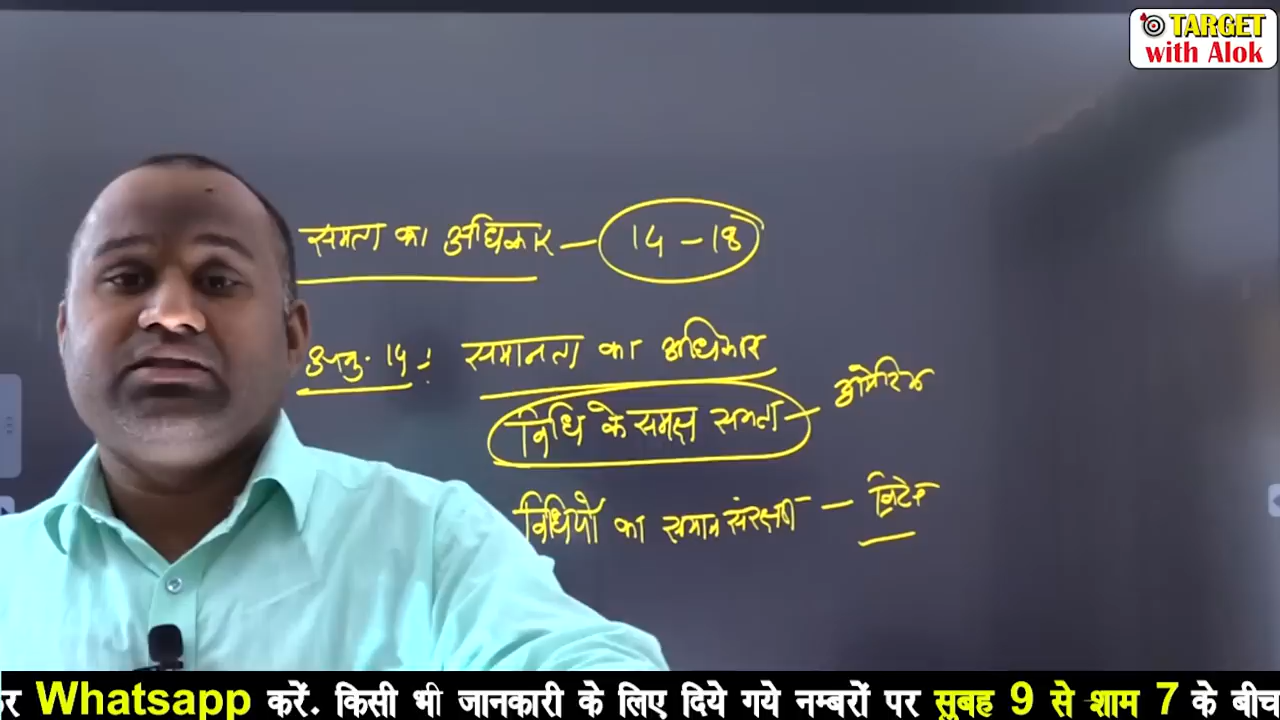 TARGET
with Alok
समता का अधिकार — 14 - 18
अनु. 14 : समानता का अधिकार
विधि के समक्ष समता - अमेरिका
विधियों का समान संरक्षण - ब्रिटेन
र Whatsapp करें. किसी भी जानकारी के लिए दिये गये नम्बरों पर सुबह 9 से शाम 7 के बीच